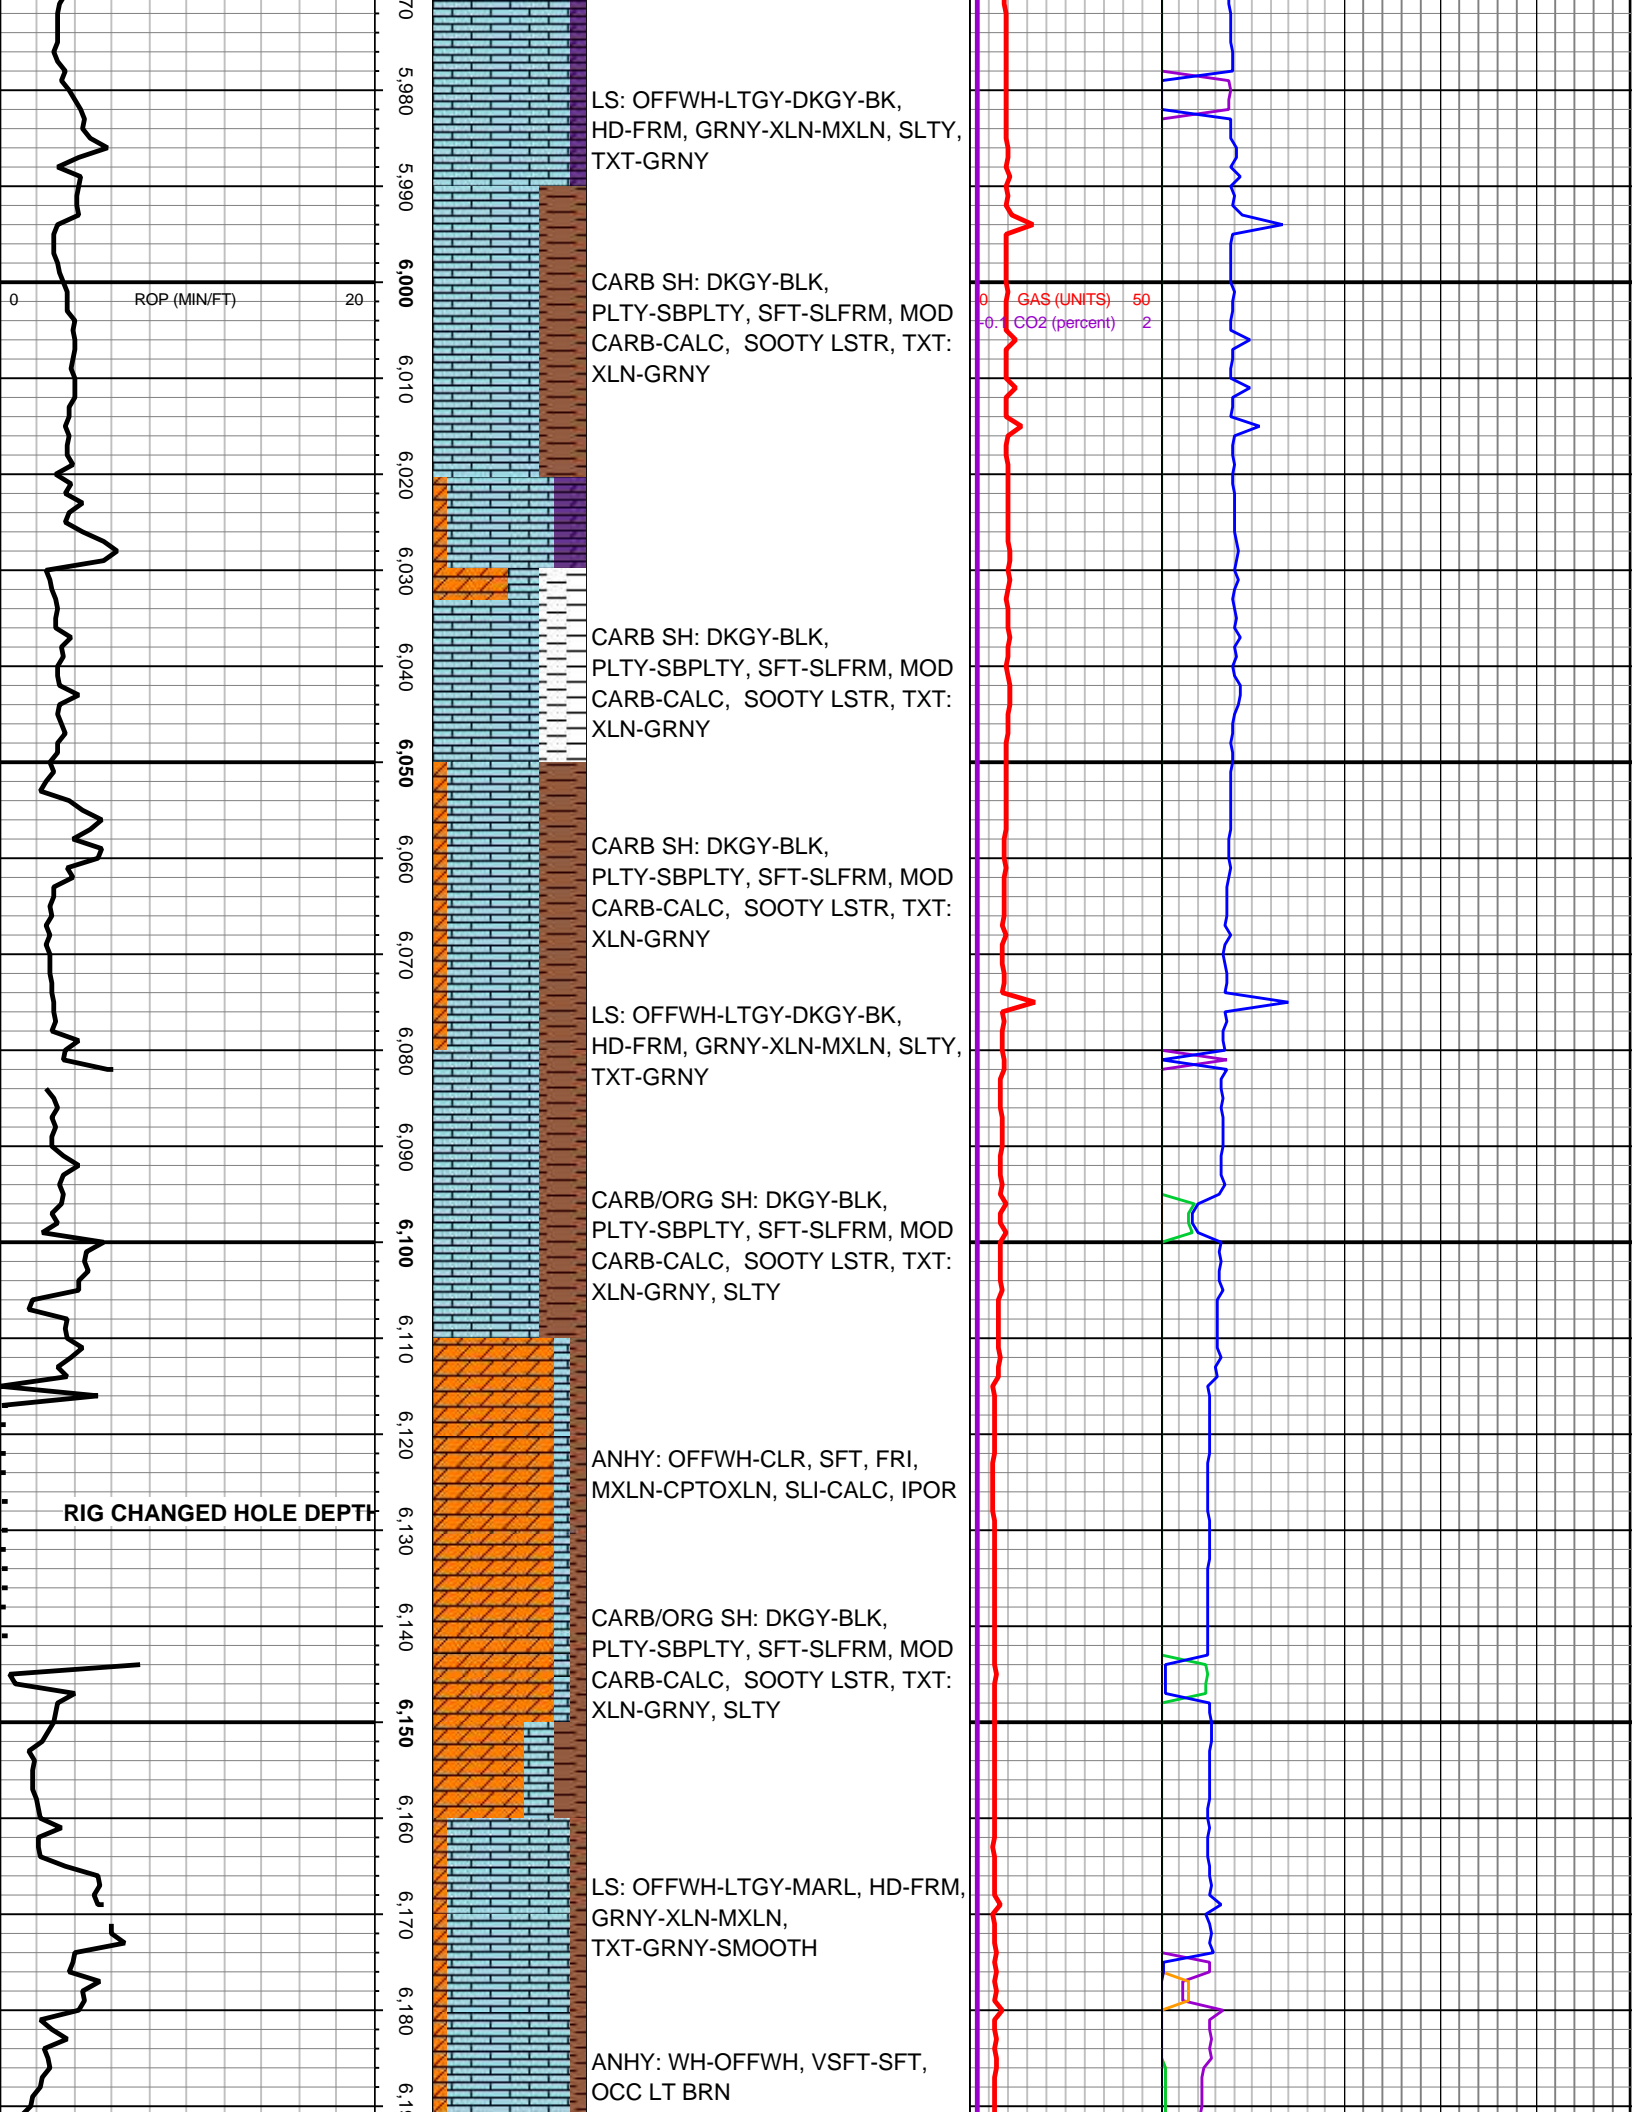 70
5,980
LS: OFFWH-LTGY-DKGY-BK,
HD-FRM, GRNY-XLN-MXLN, SLTY,
TXT-GRNY
5,990
6,000
0 ROP (MIN/FT) 20
CARB SH: DKGY-BLK,
PLTY-SBPLTY, SFT-SLFRM, MOD
CARB-CALC, SOOTY LSTR, TXT:
XLN-GRNY
0 GAS (UNITS) 50
-0.1 CO2 (percent) 2
6,010
6,020
6,030
CARB SH: DKGY-BLK,
PLTY-SBPLTY, SFT-SLFRM, MOD
CARB-CALC, SOOTY LSTR, TXT:
XLN-GRNY
6,040
6,050
CARB SH: DKGY-BLK,
PLTY-SBPLTY, SFT-SLFRM, MOD
CARB-CALC, SOOTY LSTR, TXT:
XLN-GRNY
6,060
6,070
LS: OFFWH-LTGY-DKGY-BK,
HD-FRM, GRNY-XLN-MXLN, SLTY,
TXT-GRNY
6,080
6,090
CARB/ORG SH: DKGY-BLK,
PLTY-SBPLTY, SFT-SLFRM, MOD
CARB-CALC, SOOTY LSTR, TXT:
XLN-GRNY, SLTY
6,100
6,110
6,120
ANHY: OFFWH-CLR, SFT, FRI,
MXLN-CPTOXLN, SLI-CALC, IPOR
RIG CHANGED HOLE DEPTH
6,130
6,140
CARB/ORG SH: DKGY-BLK,
PLTY-SBPLTY, SFT-SLFRM, MOD
CARB-CALC, SOOTY LSTR, TXT:
XLN-GRNY, SLTY
6,150
6,160
LS: OFFWH-LTGY-MARL, HD-FRM,
GRNY-XLN-MXLN,
TXT-GRNY-SMOOTH
6,170
6,180
ANHY: WH-OFFWH, VSFT-SFT,
OCC LT BRN